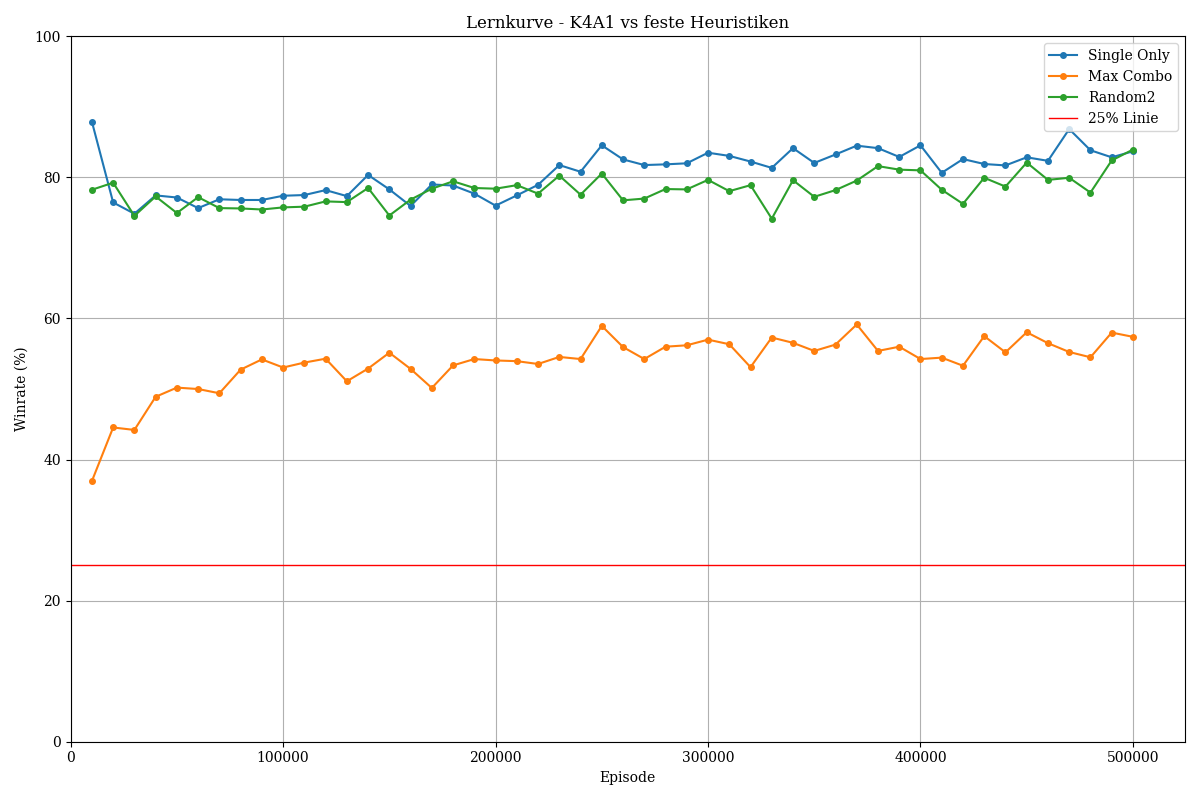 Lernkurve - K4A1 vs feste Heuristiken
Winrate (%)
100
80
60
40
20
0
Single Only
Max Combo
Random2
25% Linie
0 100000 200000 300000 400000 500000
Episode